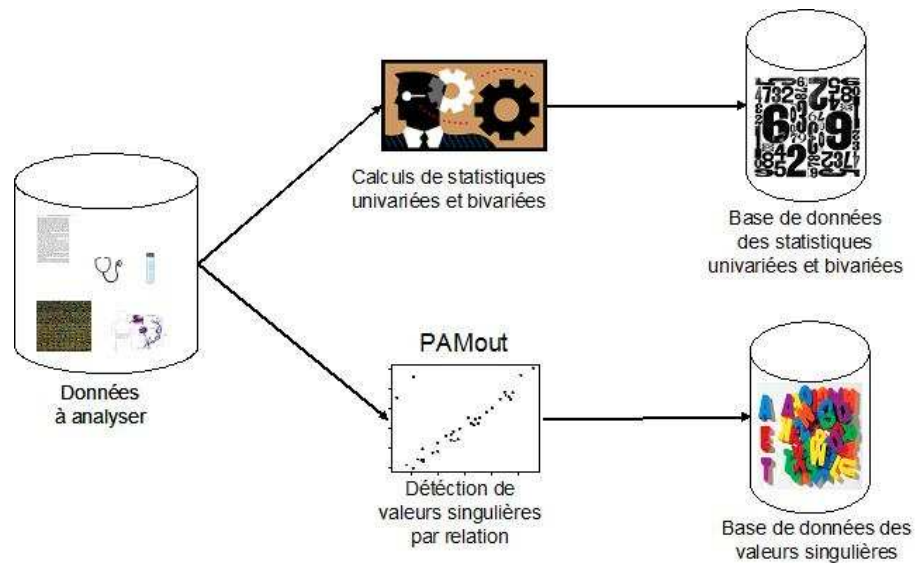 Calculs de statistiques
univariées et bivariées
Base de données
des statistiques
univariées et bivariées
Données
à analyser
PAMout
Détéction de
valeurs singulières
par relation
Base de données des
valeurs singulières